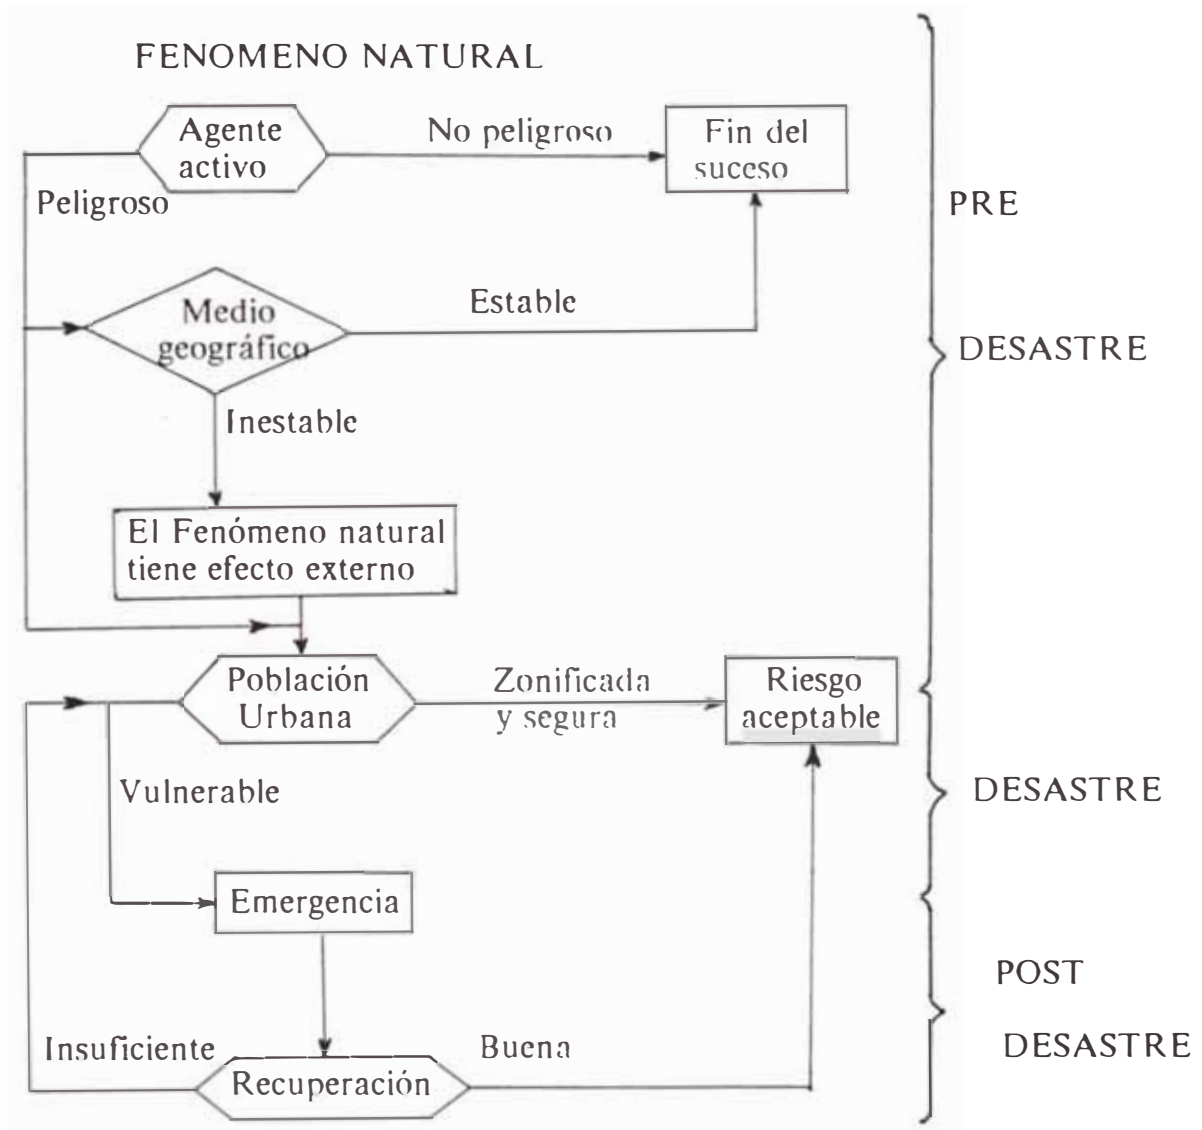 FENOMENO NATURAL
Agente
activo
No peligroso
Fin del
suceso
Peligroso
PRE
Medio
geográfico
Estable
DESASTRE
Inestable
El Fenómeno natural
tiene efecto externo
Población
Urbana
Zonificada
y segura
Riesgo
aceptable
Vulnerable
DESASTRE
Emergencia
POST
Insuficiente
Buena
DESASTRE
Recuperación